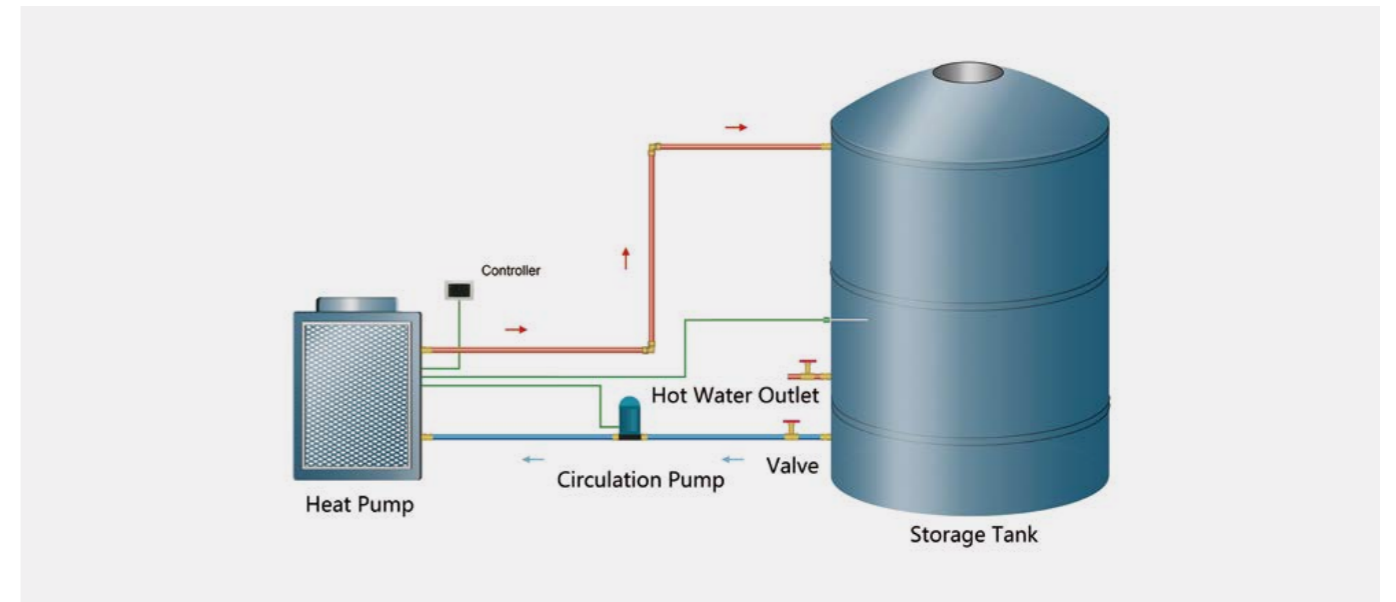 Controller
Hot Water Outlet
Valve
Circulation Pump
Heat Pump
Storage Tank